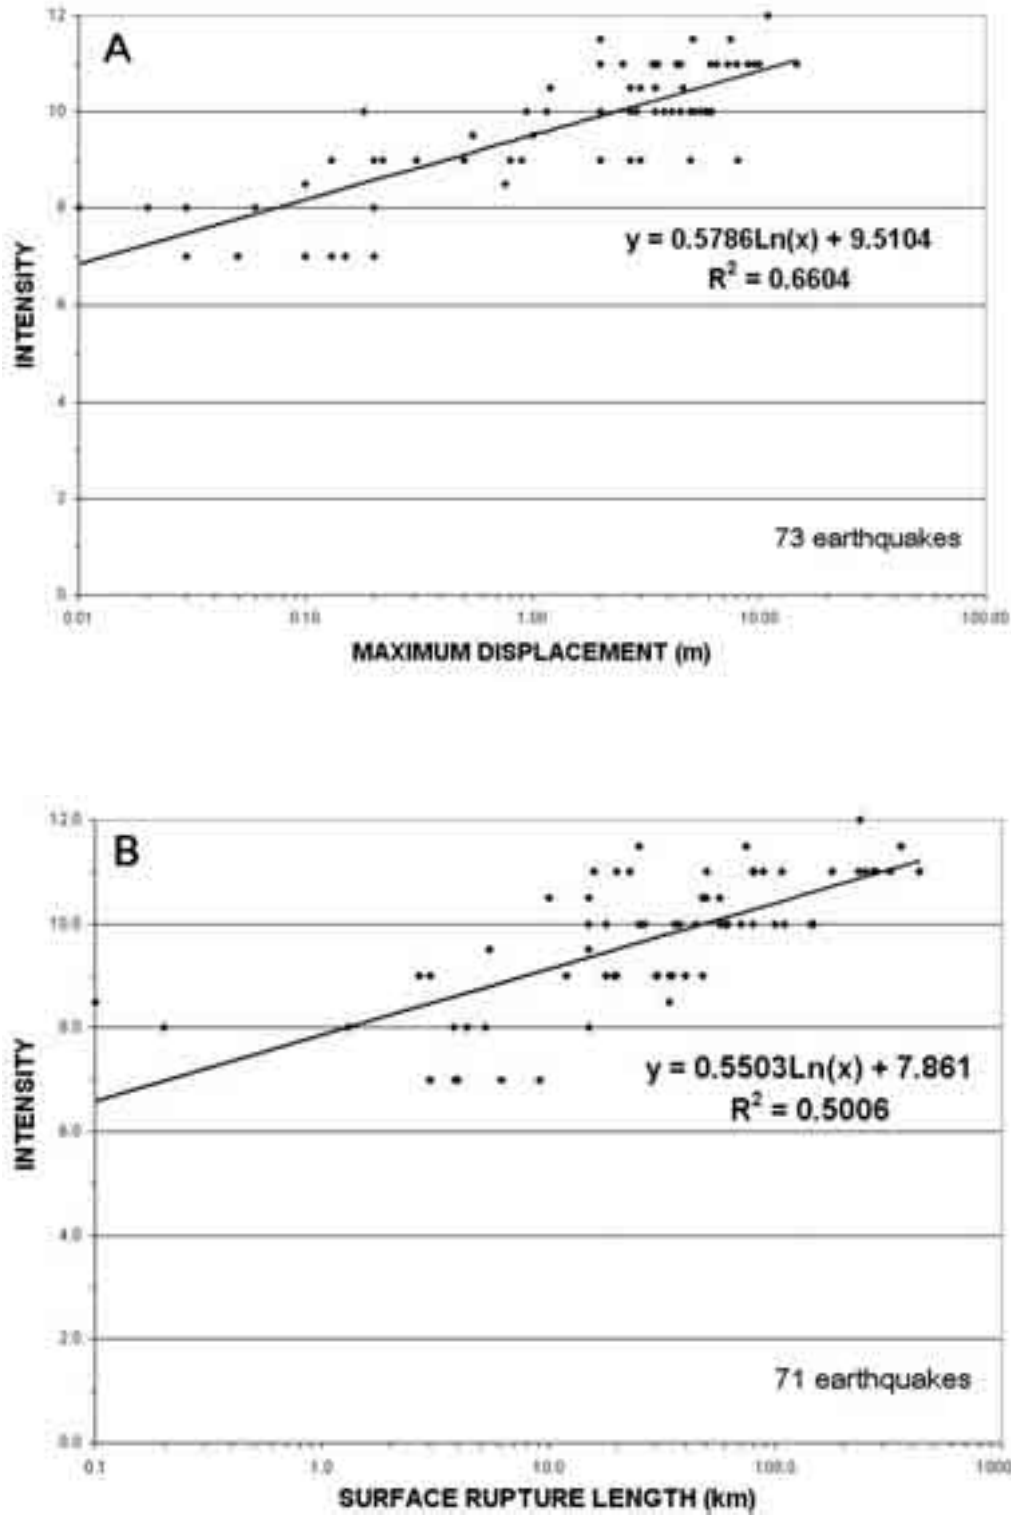 12
A
10
8
6
4
2
0
INTENSITY
y = 0.5786Ln(x) + 9.5104
R² = 0.6604
73 earthquakes
0.01 0.10 1.00 10.00 100.00
MAXIMUM DISPLACEMENT (m)
12.0
B
10.0
8.0
6.0
4.0
2.0
0.0
INTENSITY
y = 0.5503Ln(x) + 7.861
R² = 0.5006
71 earthquakes
0.1 1.0 10.0 100.0 1000
SURFACE RUPTURE LENGTH (km)